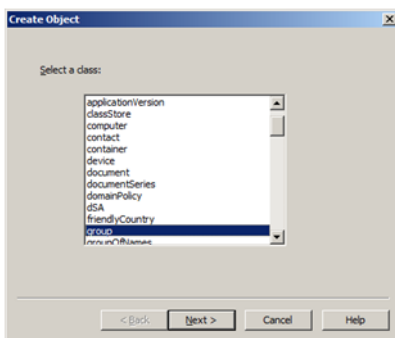 Create Object
Select a class:
applicationVersion
classStore
computer
contact
container
device
document
documentSeries
domainPolicy
dSA
friendlyCountry
group
groupOfNames
< Back
Next >
Cancel
Help